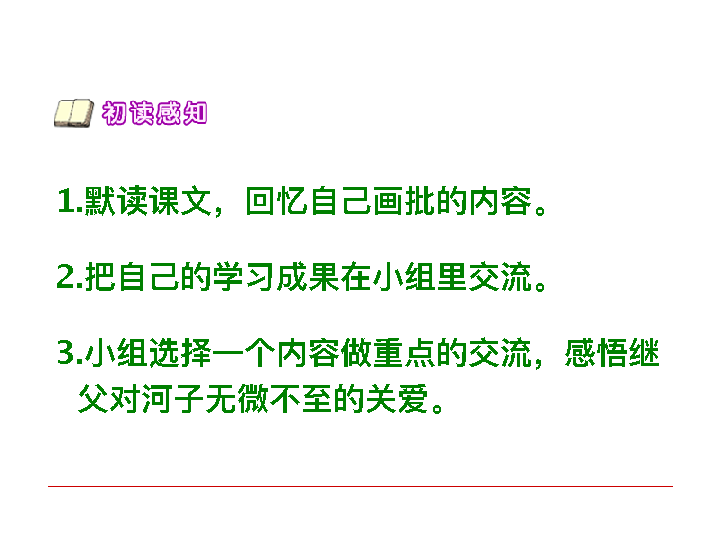 初读感知
1.默读课文，回忆自己画批的内容。
2.把自己的学习成果在小组里交流。
3.小组选择一个内容做重点的交流，感悟继
父对河子无微不至的关爱。